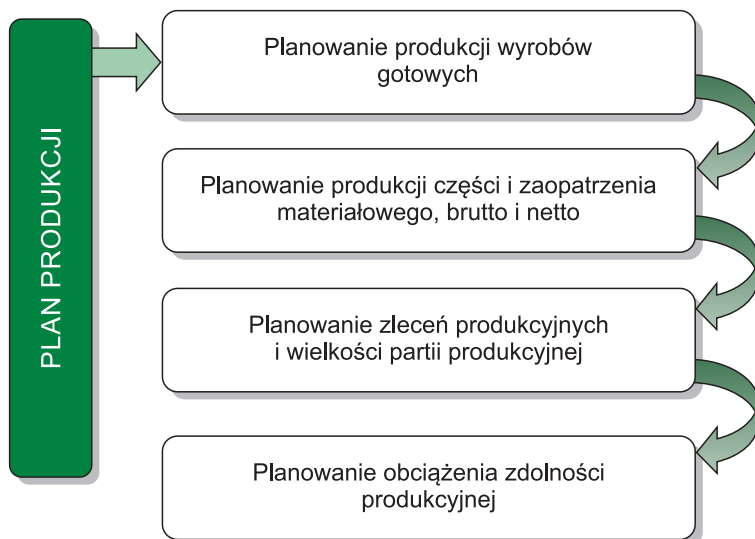 PLAN PRODUKCJI
Planowanie produkcji wyrobów
gotowych
Planowanie produkcji części i zaopatrzenia
materiałowego, brutto i netto
Planowanie zleceń produkcyjnych
i wielkości partii produkcyjnej
Planowanie obciążenia zdolności
produkcyjnej